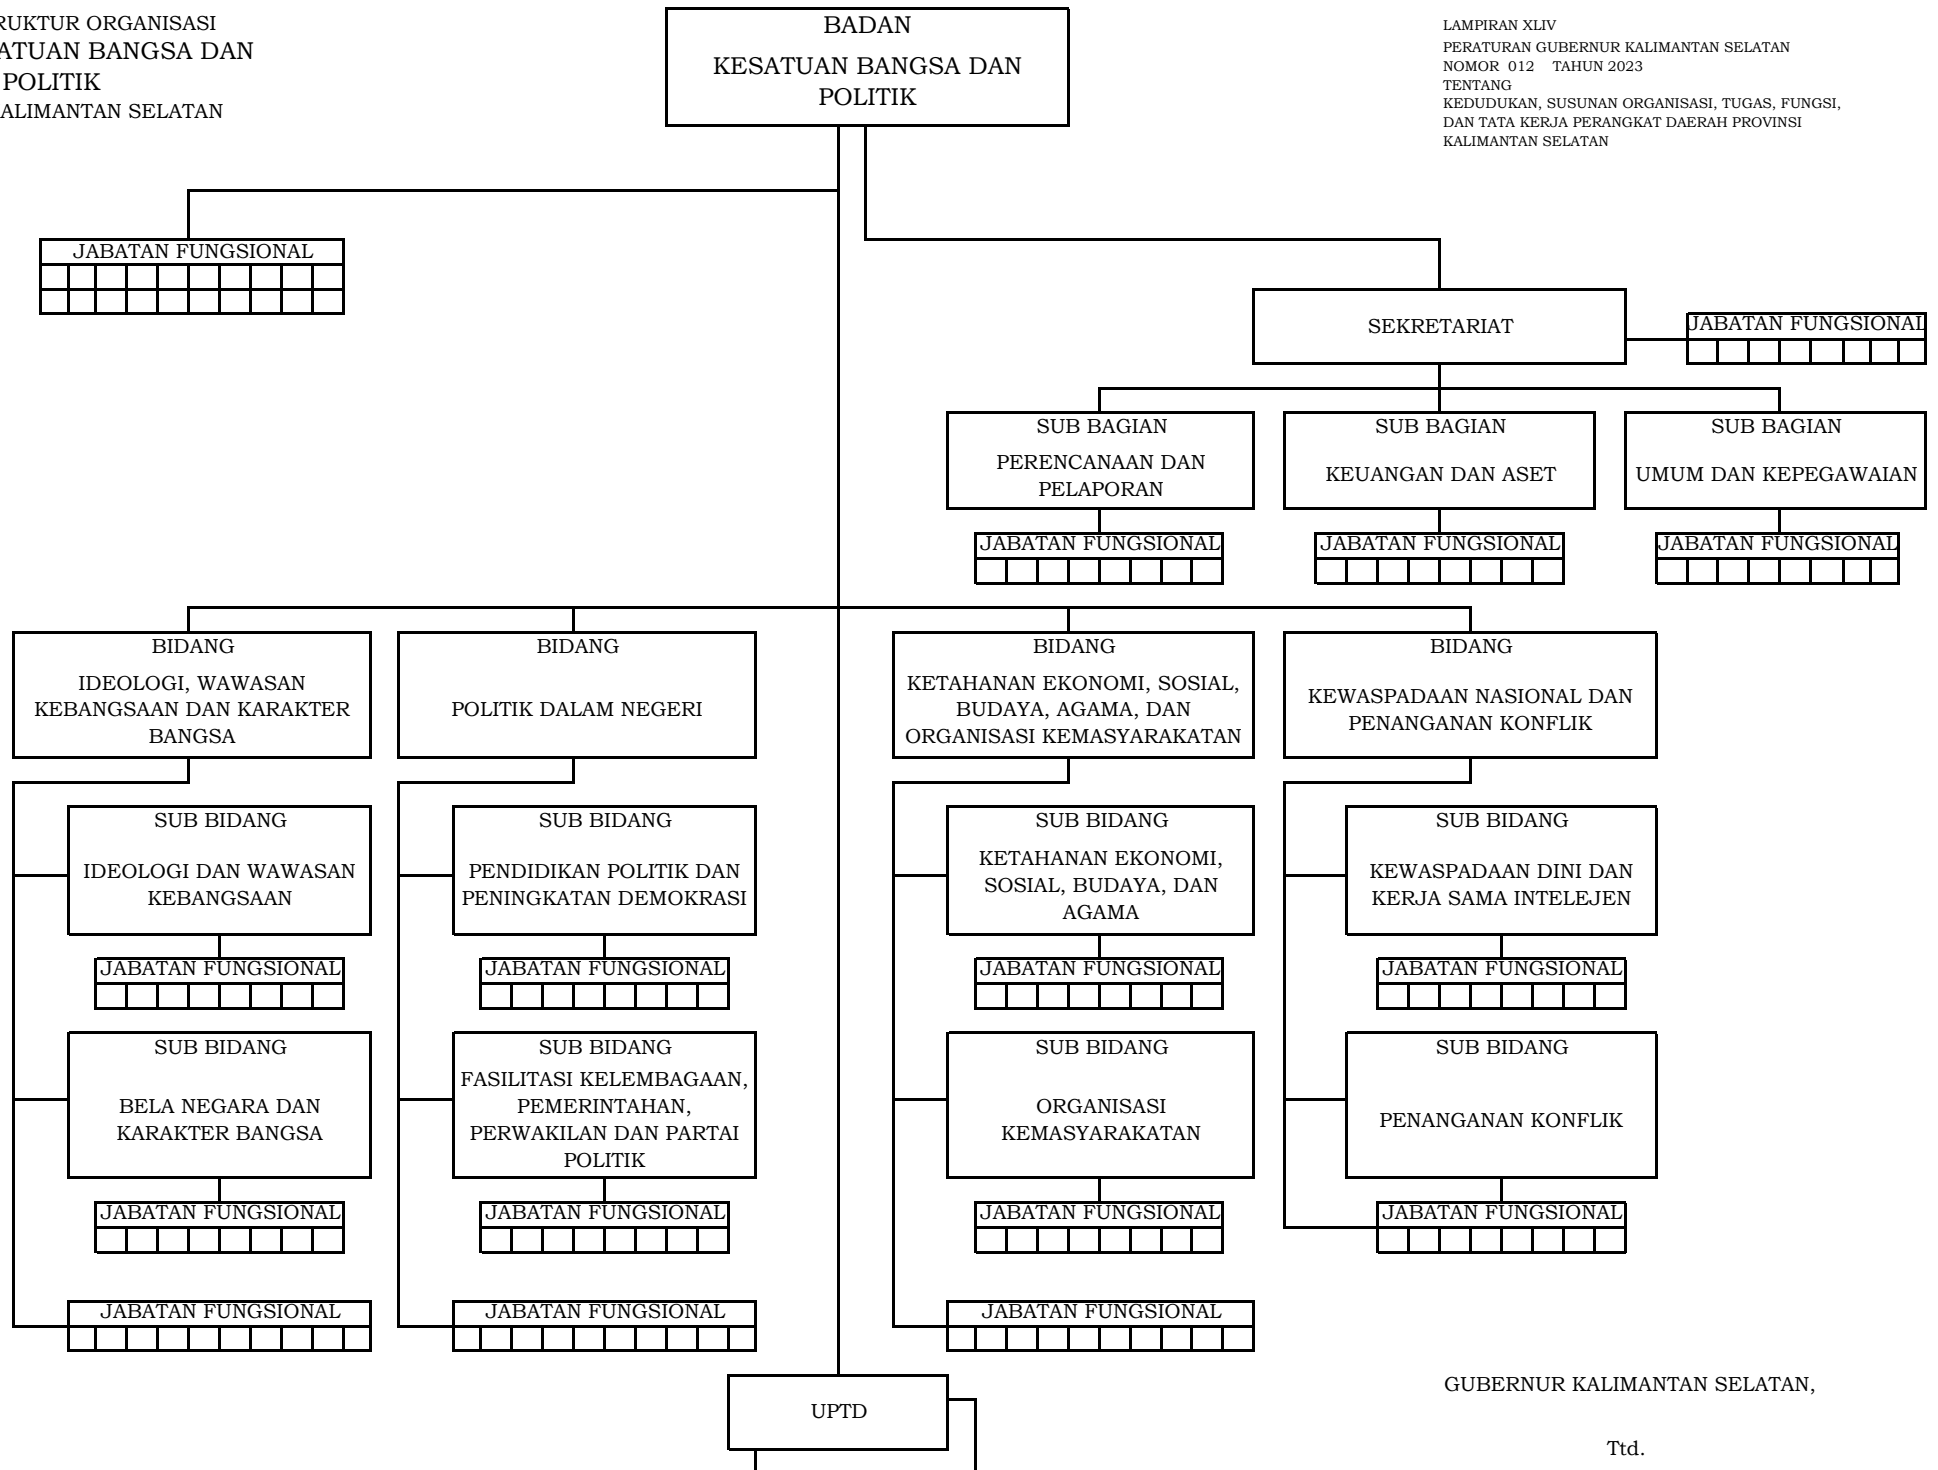 RUKTUR ORGANISASI
ATUAN BANGSA DAN
POLITIK
ALIMANTAN SELATAN
BADAN
KESATUAN BANGSA DAN
POLITIK
LAMPIRAN XLIV
PERATURAN GUBERNUR KALIMANTAN SELATAN
NOMOR 012 TAHUN 2023
TENTANG
KEDUDUKAN, SUSUNAN ORGANISASI, TUGAS, FUNGSI,
DAN TATA KERJA PERANGKAT DAERAH PROVINSI
KALIMANTAN SELATAN
JABATAN FUNGSIONAL
SEKRETARIAT
JABATAN FUNGSIONAL
SUB BAGIAN
PERENCANAAN DAN
PELAPORAN
SUB BAGIAN
KEUANGAN DAN ASET
SUB BAGIAN
UMUM DAN KEPEGAWAIAN
JABATAN FUNGSIONAL
JABATAN FUNGSIONAL
JABATAN FUNGSIONAL
BIDANG
IDEOLOGI, WAWASAN
KEBANGSAAN DAN KARAKTER
BANGSA
BIDANG
POLITIK DALAM NEGERI
BIDANG
KETAHANAN EKONOMI, SOSIAL,
BUDAYA, AGAMA, DAN
ORGANISASI KEMASYARAKATAN
BIDANG
KEWASPADAAN NASIONAL DAN
PENANGANAN KONFLIK
SUB BIDANG
IDEOLOGI DAN WAWASAN
KEBANGSAAN
SUB BIDANG
PENDIDIKAN POLITIK DAN
PENINGKATAN DEMOKRASI
SUB BIDANG
KETAHANAN EKONOMI,
SOSIAL, BUDAYA, DAN
AGAMA
SUB BIDANG
KEWASPADAAN DINI DAN
KERJA SAMA INTELEJEN
JABATAN FUNGSIONAL
JABATAN FUNGSIONAL
JABATAN FUNGSIONAL
JABATAN FUNGSIONAL
SUB BIDANG
BELA NEGARA DAN
KARAKTER BANGSA
SUB BIDANG
FASILITASI KELEMBAGAAN,
PEMERINTAHAN,
PERWAKILAN DAN PARTAI
POLITIK
SUB BIDANG
ORGANISASI
KEMASYARAKATAN
SUB BIDANG
PENANGANAN KONFLIK
JABATAN FUNGSIONAL
JABATAN FUNGSIONAL
JABATAN FUNGSIONAL
JABATAN FUNGSIONAL
JABATAN FUNGSIONAL
JABATAN FUNGSIONAL
JABATAN FUNGSIONAL
UPTD
GUBERNUR KALIMANTAN SELATAN,
Ttd.